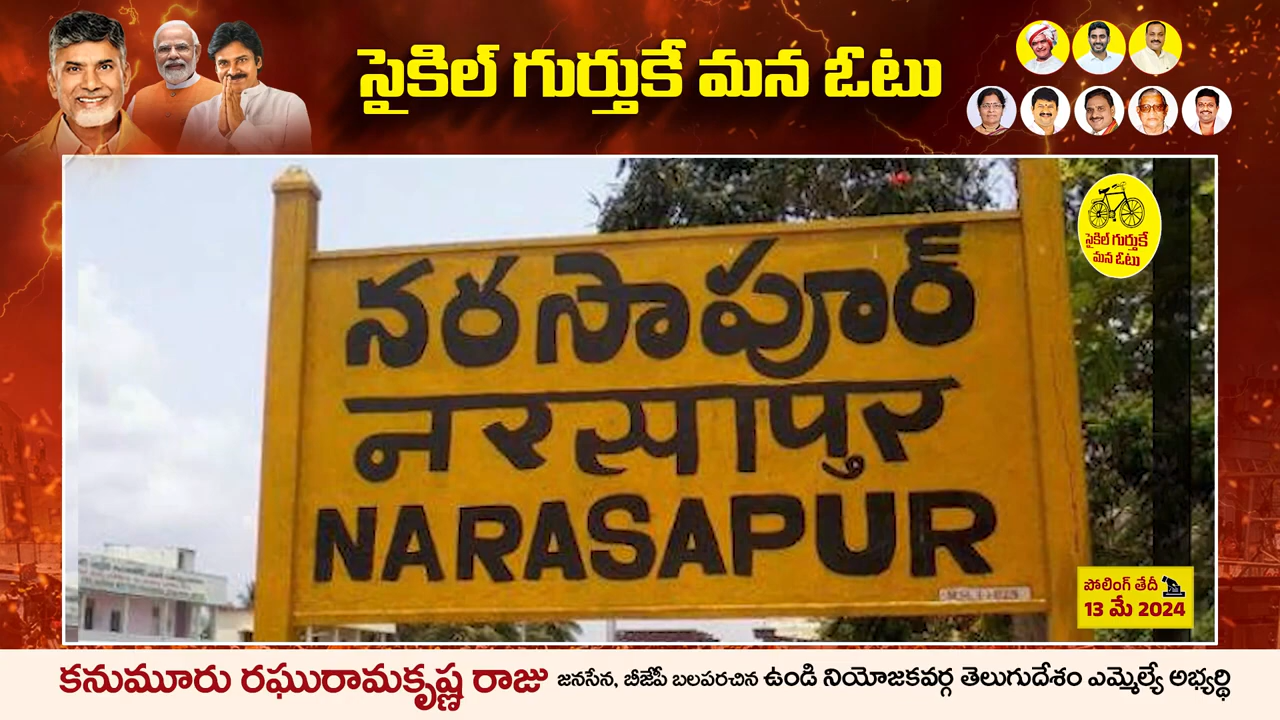 సైకిల్ గుర్తుకే మన ఓటు
సైకిల్ గుర్తుకే
మన ఓటు
నరసాపూర్
नरसापुर
NARASAPUR
పోలింగ్ తేదీ
13 మే 2024
కనుమూరు రఘురామకృష్ణ రాజు జనసేన, బీజేపీ బలపరచిన ఉండి నియోజకవర్గ తెలుగుదేశం ఎమ్మెల్యే అభ్యర్థి